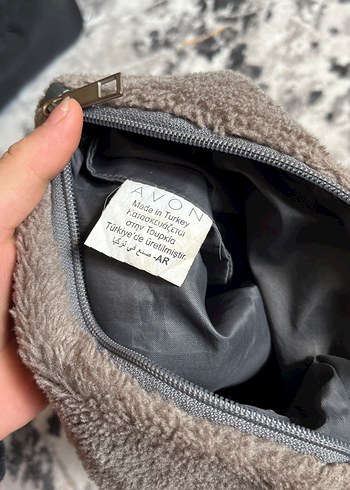 AVON
Made in Turkey
Κατασκευάζεται
στην Τουρκία
Türkiye'de üretilmiştir.
صنع في تركيا -AR